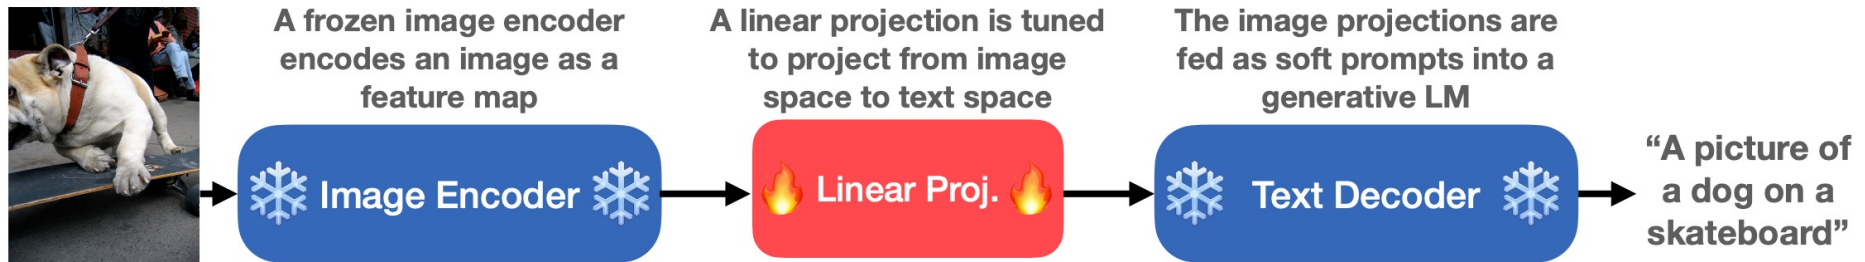 A frozen image encoder
encodes an image as a
feature map
A linear projection is tuned
to project from image
space to text space
The image projections are
fed as soft prompts into a
generative LM
Image Encoder
Linear Proj.
Text Decoder
“A picture of
a dog on a
skateboard”